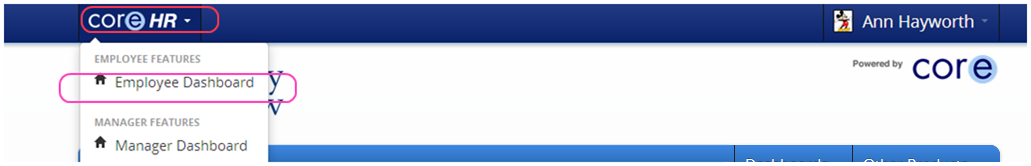 core HR
Ann Hayworth
EMPLOYEE FEATURES
Employee Dashboard
MANAGER FEATURES
Manager Dashboard
Powered by core